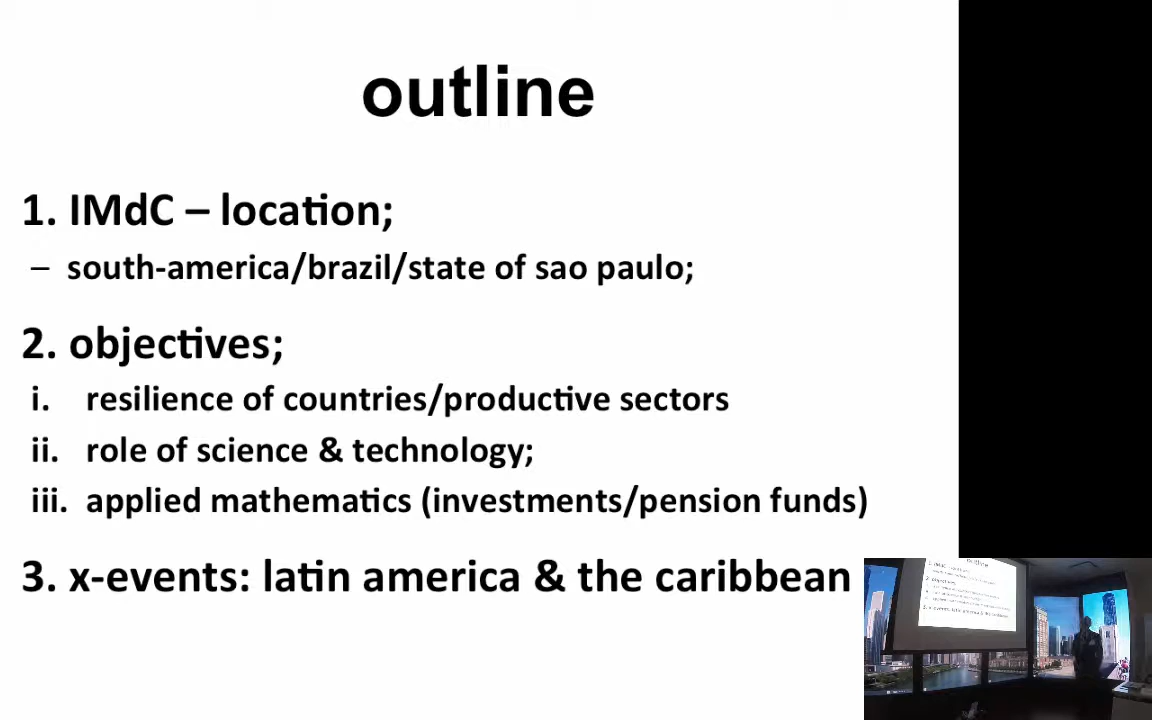 outline
1. IMdC – location;
– south-america/brazil/state of sao paulo;
2. objectives;
i. resilience of countries/productive sectors
ii. role of science & technology;
iii. applied mathematics (investments/pension funds)
3. x-events: latin america & the caribbean